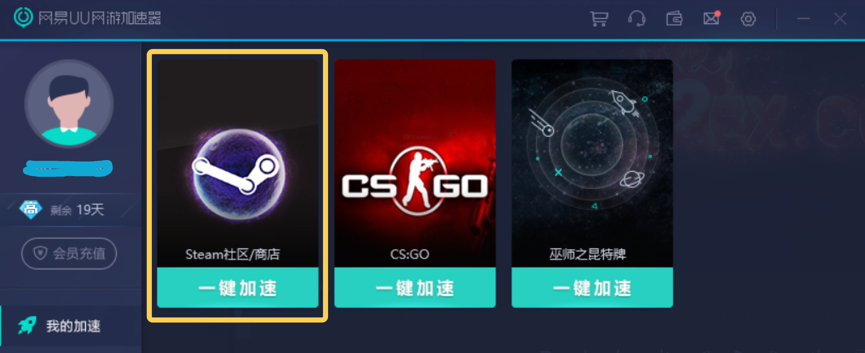 网易UU网游加速器
高 剩余 19天
会员充值
我的加速
CS GO
Steam社区/商店
一键加速
CS:GO
一键加速
巫师之昆特牌
一键加速